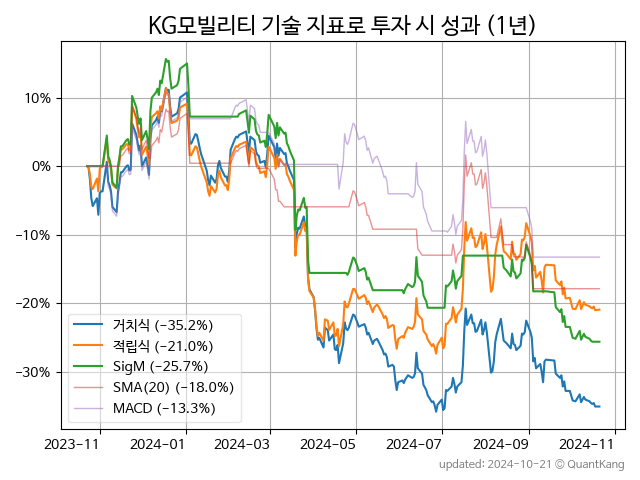 KG모빌리티 기술 지표로 투자 시 성과 (1년)
10%
0%
−10%
−20%
−30%
거치식 (−35.2%)
적립식 (−21.0%)
SigM (−25.7%)
SMA(20) (−18.0%)
MACD (−13.3%)
2023-11 2024-01 2024-03 2024-05 2024-07 2024-09 2024-11
updated: 2024-10-21 © QuantKang